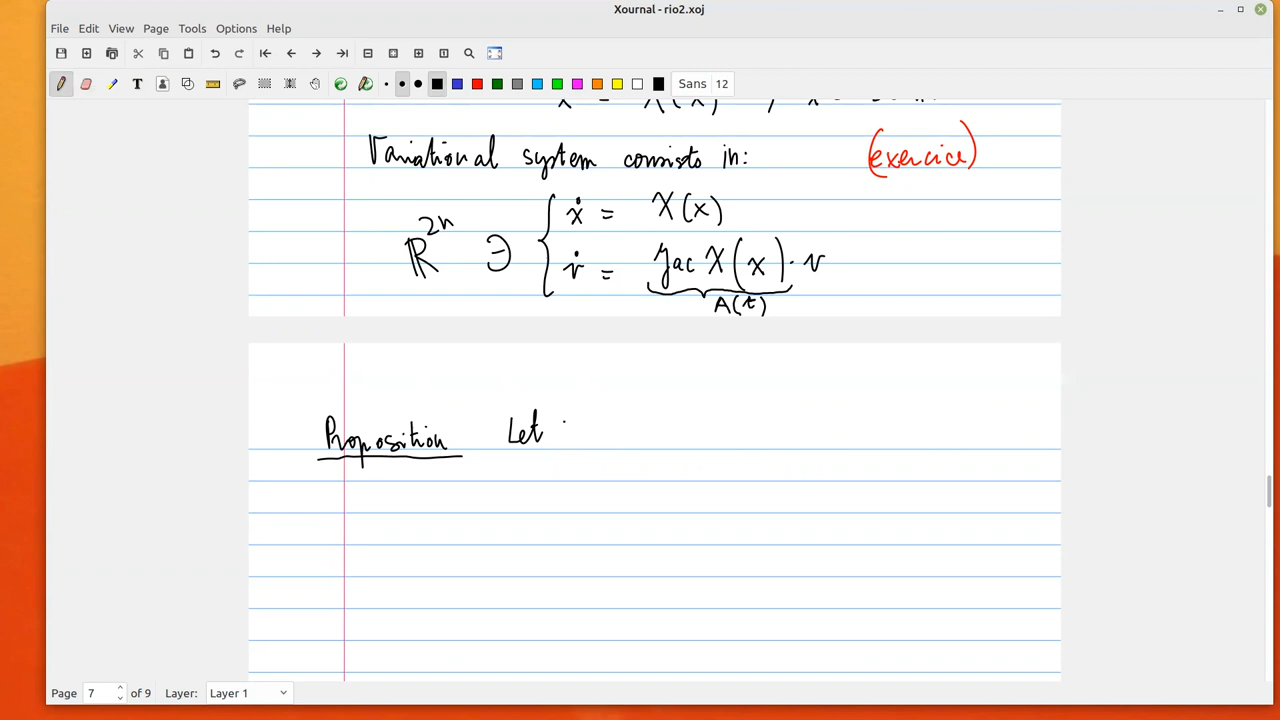 Xournal - rio2.xoj
File Edit View Page Tools Options Help
Sans 12
Variational system consists in: (exercice)
ẋ = X(x)
ℝ²ⁿ ∋ {
v̇ = Jac X(x) · v
A(t)
Proposition Let
Page 7 of 9 Layer: Layer 1